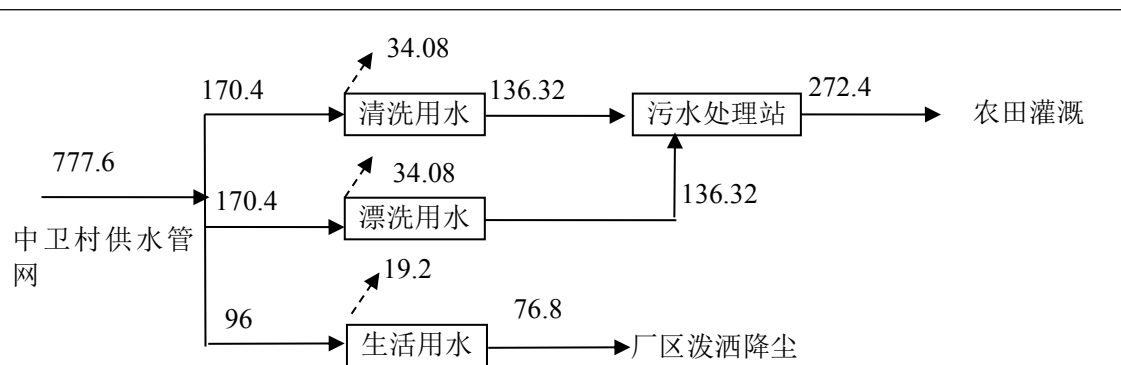 34.08
170.4
清洗用水
136.32
污水处理站
272.4
农田灌溉
777.6
中卫村供水管
网
170.4
34.08
漂洗用水
136.32
96
19.2
生活用水
76.8
厂区泼洒降尘